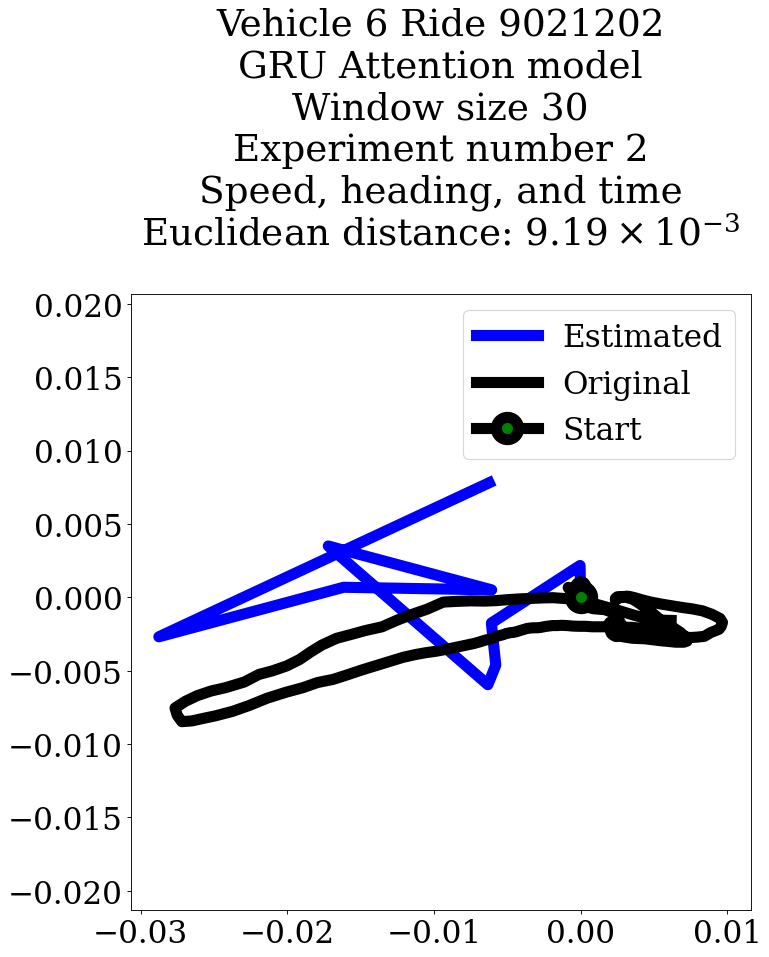 Vehicle 6 Ride 9021202
GRU Attention model
Window size 30
Experiment number 2
Speed, heading, and time
Euclidean distance: 9.19 × 10⁻³
Estimated
Original
Start
0.020
0.015
0.010
0.005
0.000
−0.005
−0.010
−0.015
−0.020
−0.03 −0.02 −0.01 0.00 0.01